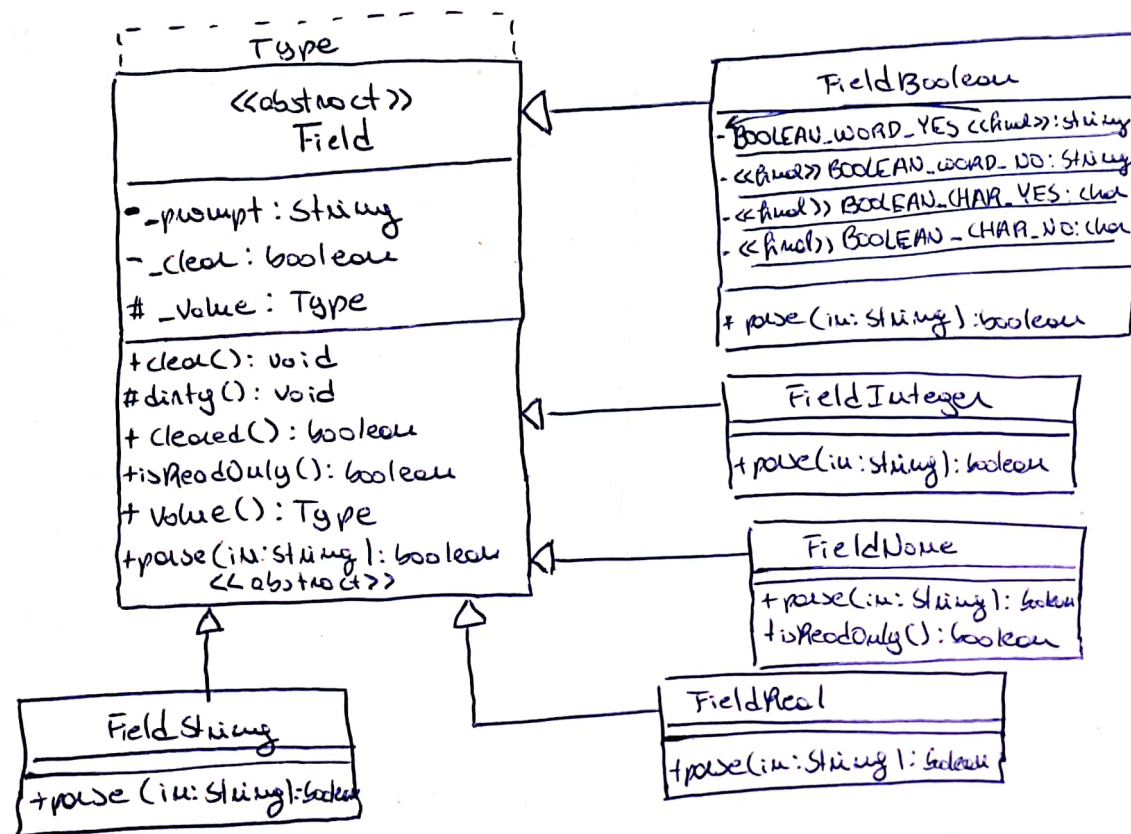 Type
<<abstract>>
Field
- _prompt: String
- _clear: boolean
# _value: Type
+clear(): void
#dirty(): void
+ cleared(): boolean
+isReadOnly(): boolean
+ value(): Type
+parse(in:String): boolean
<<abstract>>
FieldBoolean
- BOOLEAN_WORD_YES <<final>>: String
- <<final>> BOOLEAN_WORD_NO: String
- <<final>> BOOLEAN_CHAR_YES: char
- <<final>> BOOLEAN_CHAR_NO: char
+ parse(in: String): boolean
FieldInteger
+parse(in:String): boolean
FieldNone
+parse(in: String): boolean
+isReadOnly(): boolean
FieldReal
+parse(in: String): boolean
FieldString
+parse(in: String): boolean